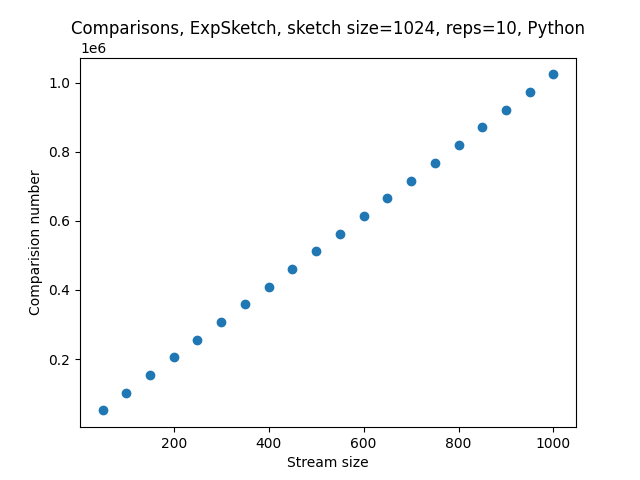 Comparisons, ExpSketch, sketch size=1024, reps=10, Python
1e6
1.0
0.8
0.6
0.4
0.2
Comparision number
200 400 600 800 1000
Stream size